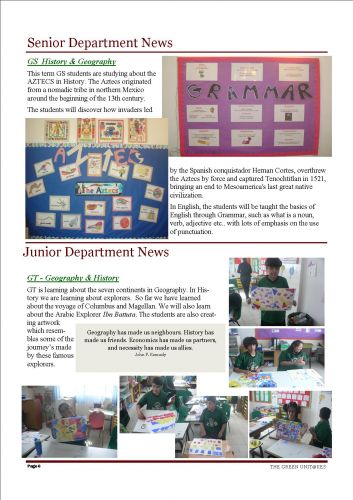 Senior Department News
GS History & Geography
This term GS students are studying about the
AZTECS in History. The Aztecs originated
from a nomadic tribe in northern Mexico
around the beginning of the 13th century.
The students will discover how invaders led
GRAMMAR
AZTECS
The Aztecs
by the Spanish conquistador Hernan Cortes, overthrew
the Aztecs by force and captured Tenochtitlan in 1521,
bringing an end to Mesoamerica's last great native
civilization.
In English, the students will be taught the basics of
English through Grammar, such as what is a noun,
verb, adjective etc.. with lots of emphasis on the use
of punctuation.
Junior Department News
GT - Geography & History
GT is learning about the seven continents in Geography. In His-
tory we are learning about explorers. So far we have learned
about the voyage of Columbus and Magellan. We will also learn
about the Arabic Explorer Ibn Battuta. The students are also creat-
ing artwork
which resem-
bles some of the
journey's made
by these famous
explorers.
Geography has made us neighbours. History has
made us friends. Economics has made us partners,
and necessity has made us allies.
John F. Kennedy
Page 6
THE GREEN UNIT@KES